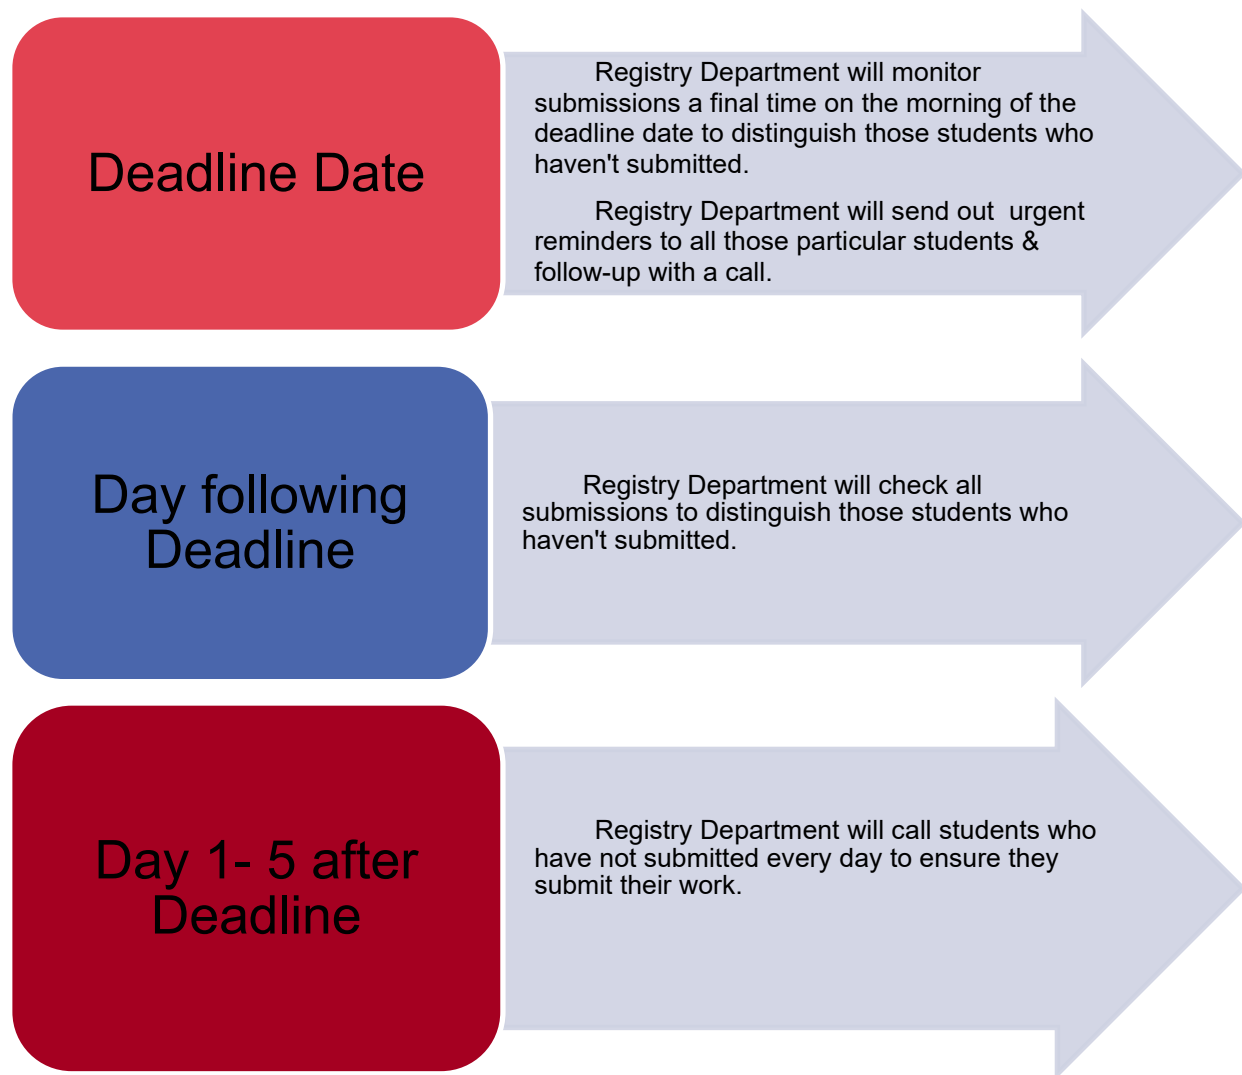 Deadline Date
Registry Department will monitor
submissions a final time on the morning of the
deadline date to distinguish those students who
haven't submitted.
Registry Department will send out  urgent
reminders to all those particular students &
follow-up with a call.
Day following
Deadline
Registry Department will check all
submissions to distinguish those students who
haven't submitted.
Day 1- 5 after
Deadline
Registry Department will call students who
have not submitted every day to ensure they
submit their work.